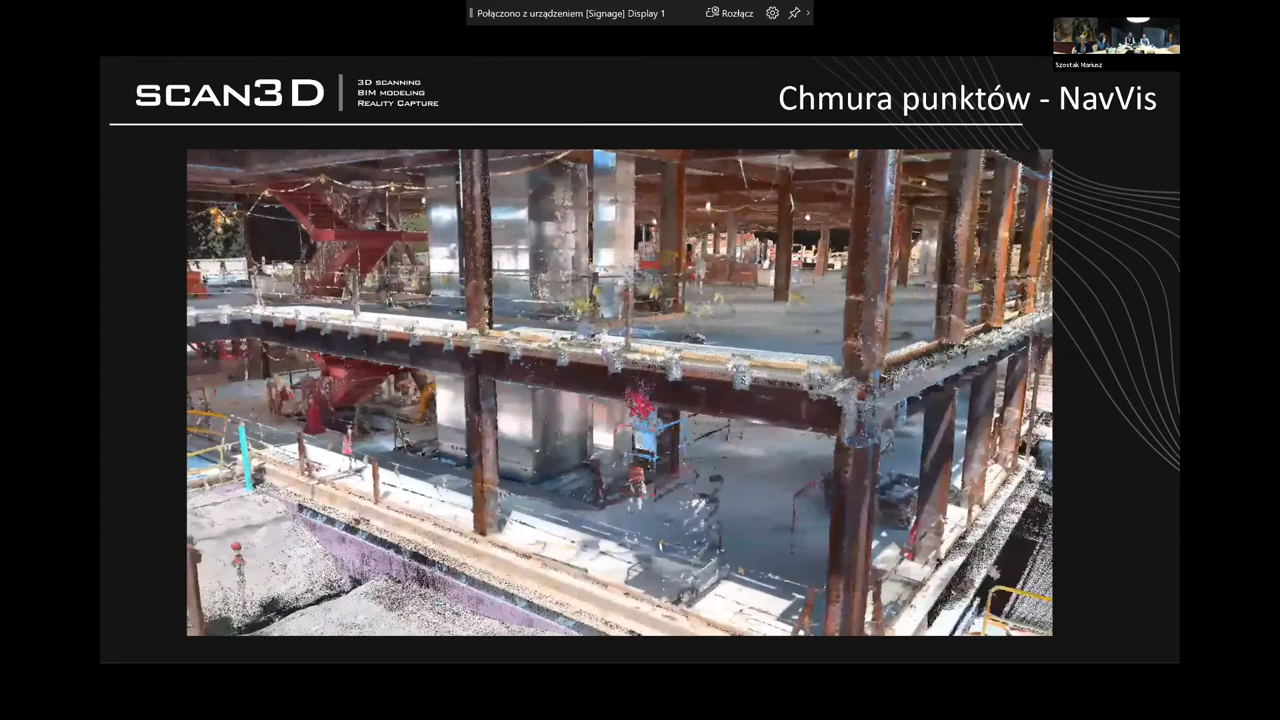 Połączono z urządzeniem [Signage] Display 1
Rozłącz
Szostak Mariusz
SCAN3D
3D SCANNING
BIM MODELING
REALITY CAPTURE
Chmura punktów - NavVis